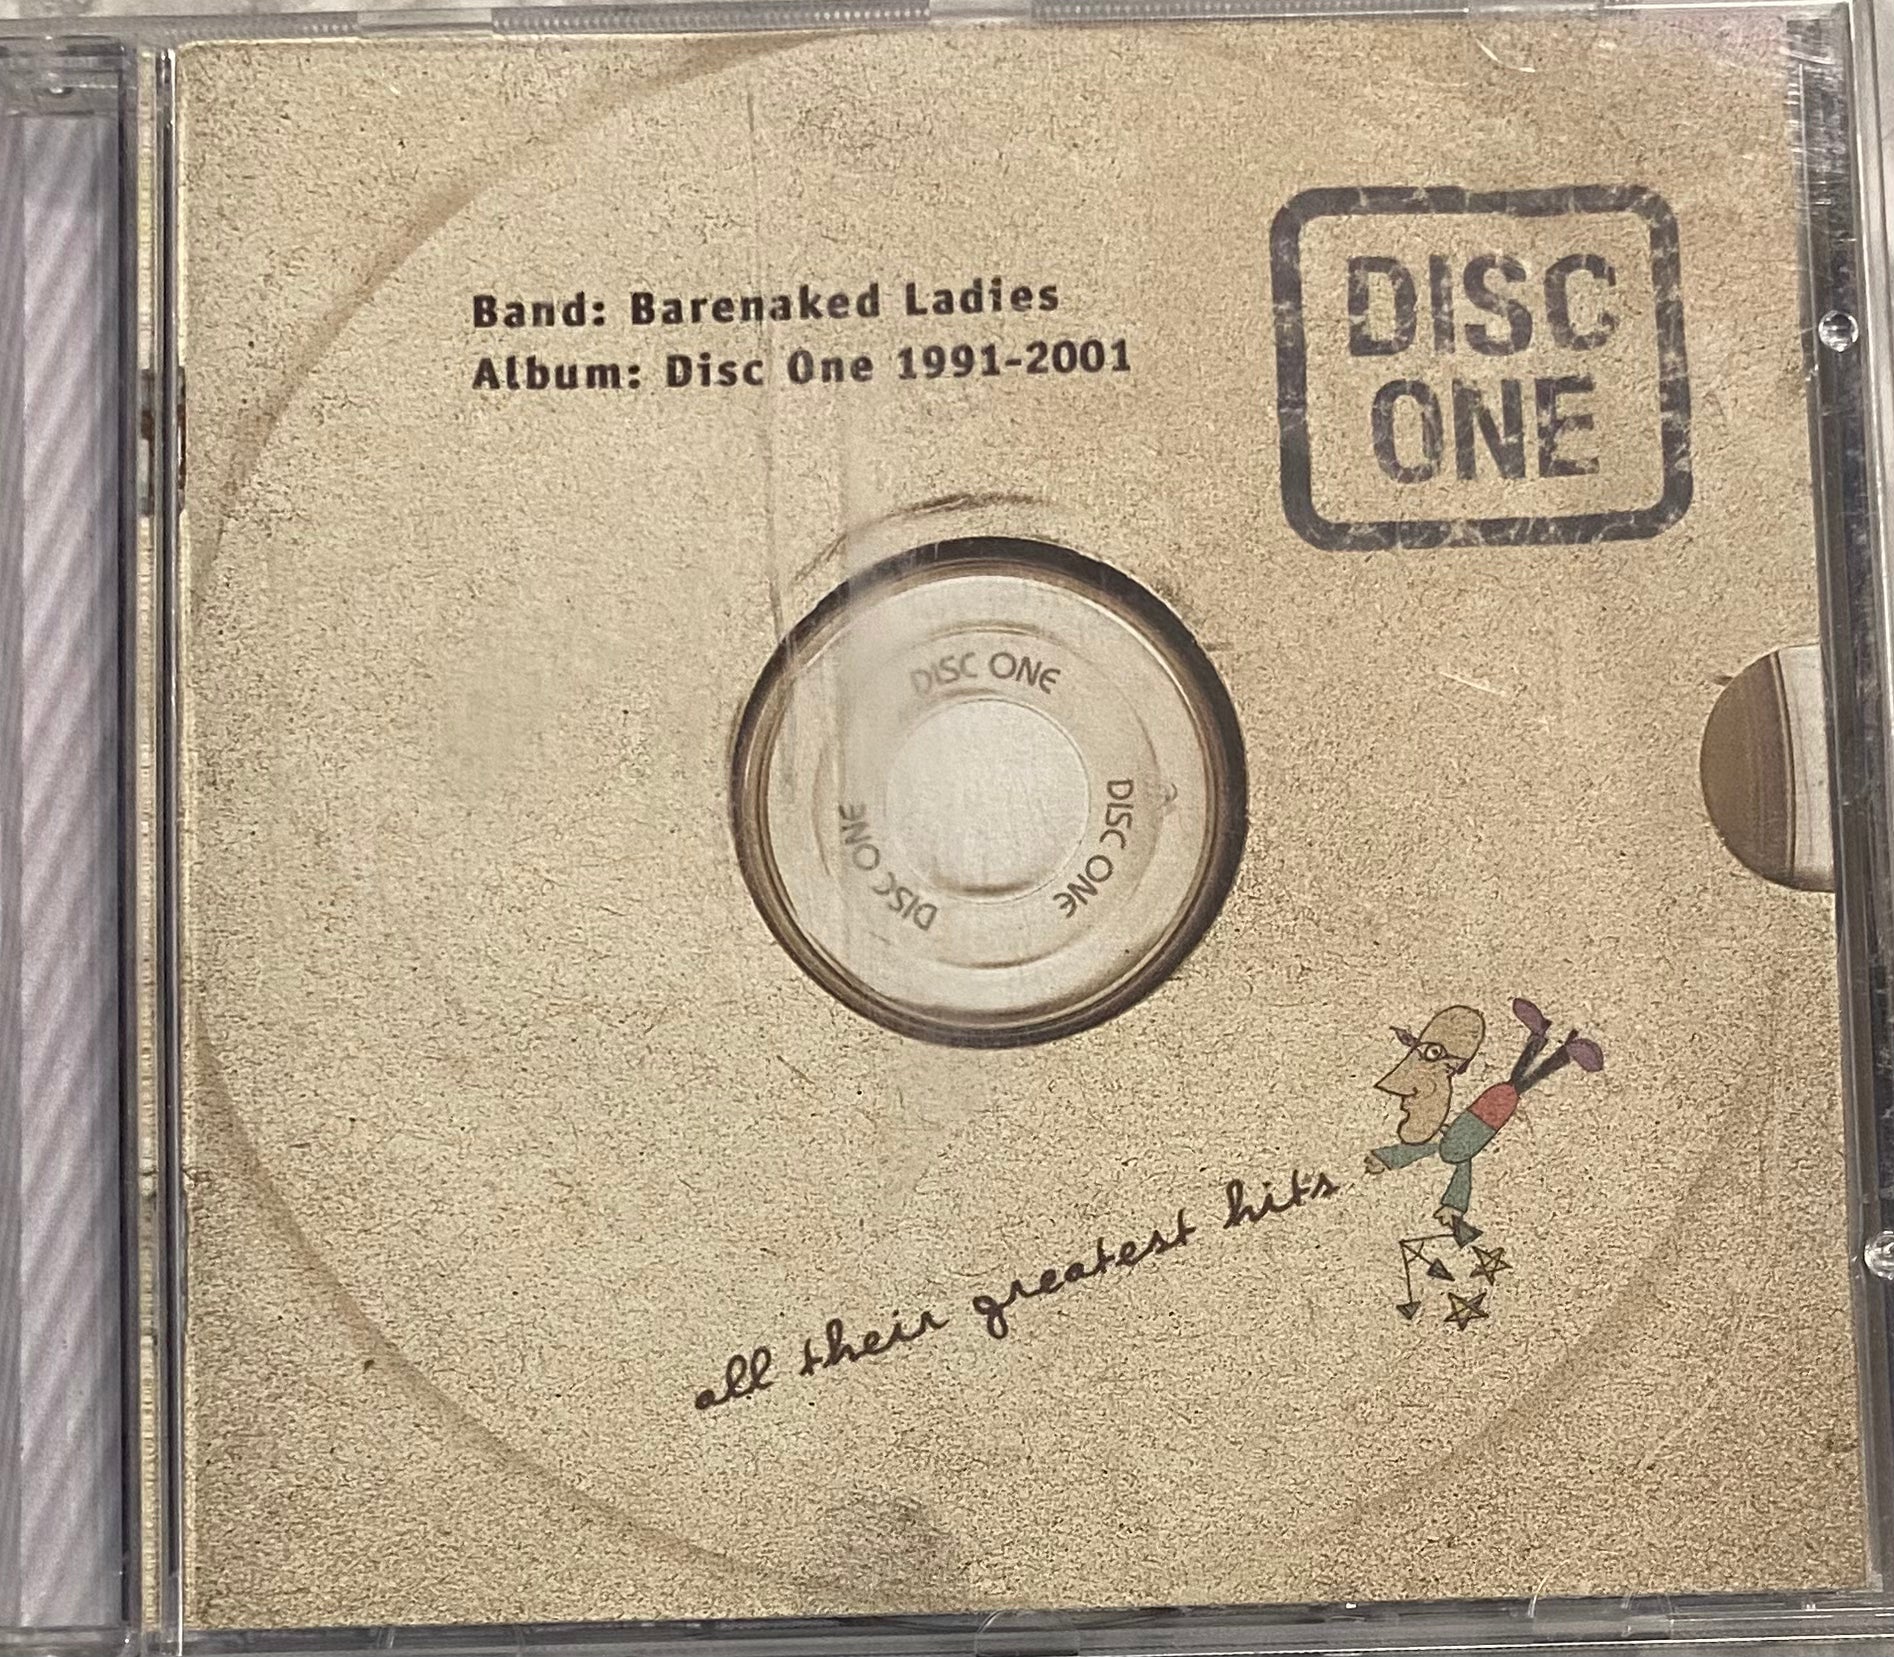 Band: Barenaked Ladies
Album: Disc One 1991-2001
DISC
ONE
DISC ONE
DISC ONE
DISC ONE
all their greatest hits